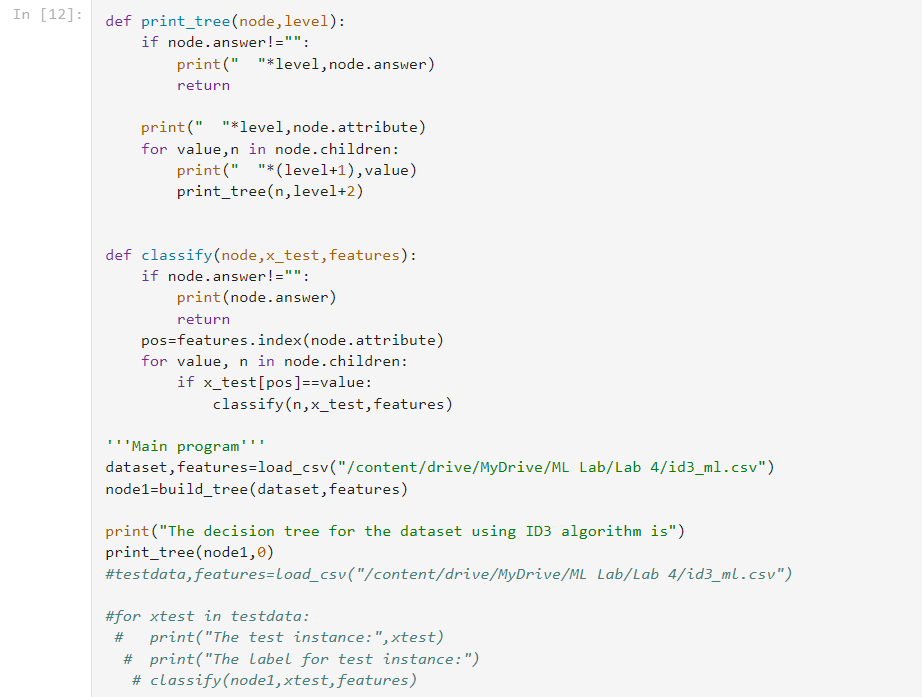 In [12]:
def print_tree(node,level):
    if node.answer!="":
        print("  "*level,node.answer)
        return

    print("  "*level,node.attribute)
    for value,n in node.children:
        print("  "*(level+1),value)
        print_tree(n,level+2)


def classify(node,x_test,features):
    if node.answer!="":
        print(node.answer)
        return
    pos=features.index(node.attribute)
    for value, n in node.children:
        if x_test[pos]==value:
            classify(n,x_test,features)

'''Main program'''
dataset,features=load_csv("/content/drive/MyDrive/ML Lab/Lab 4/id3_ml.csv")
node1=build_tree(dataset,features)

print("The decision tree for the dataset using ID3 algorithm is")
print_tree(node1,0)
#testdata,features=load_csv("/content/drive/MyDrive/ML Lab/Lab 4/id3_ml.csv")

#for xtest in testdata:
 #   print("The test instance:",xtest)
  #  print("The label for test instance:")
   # classify(node1,xtest,features)